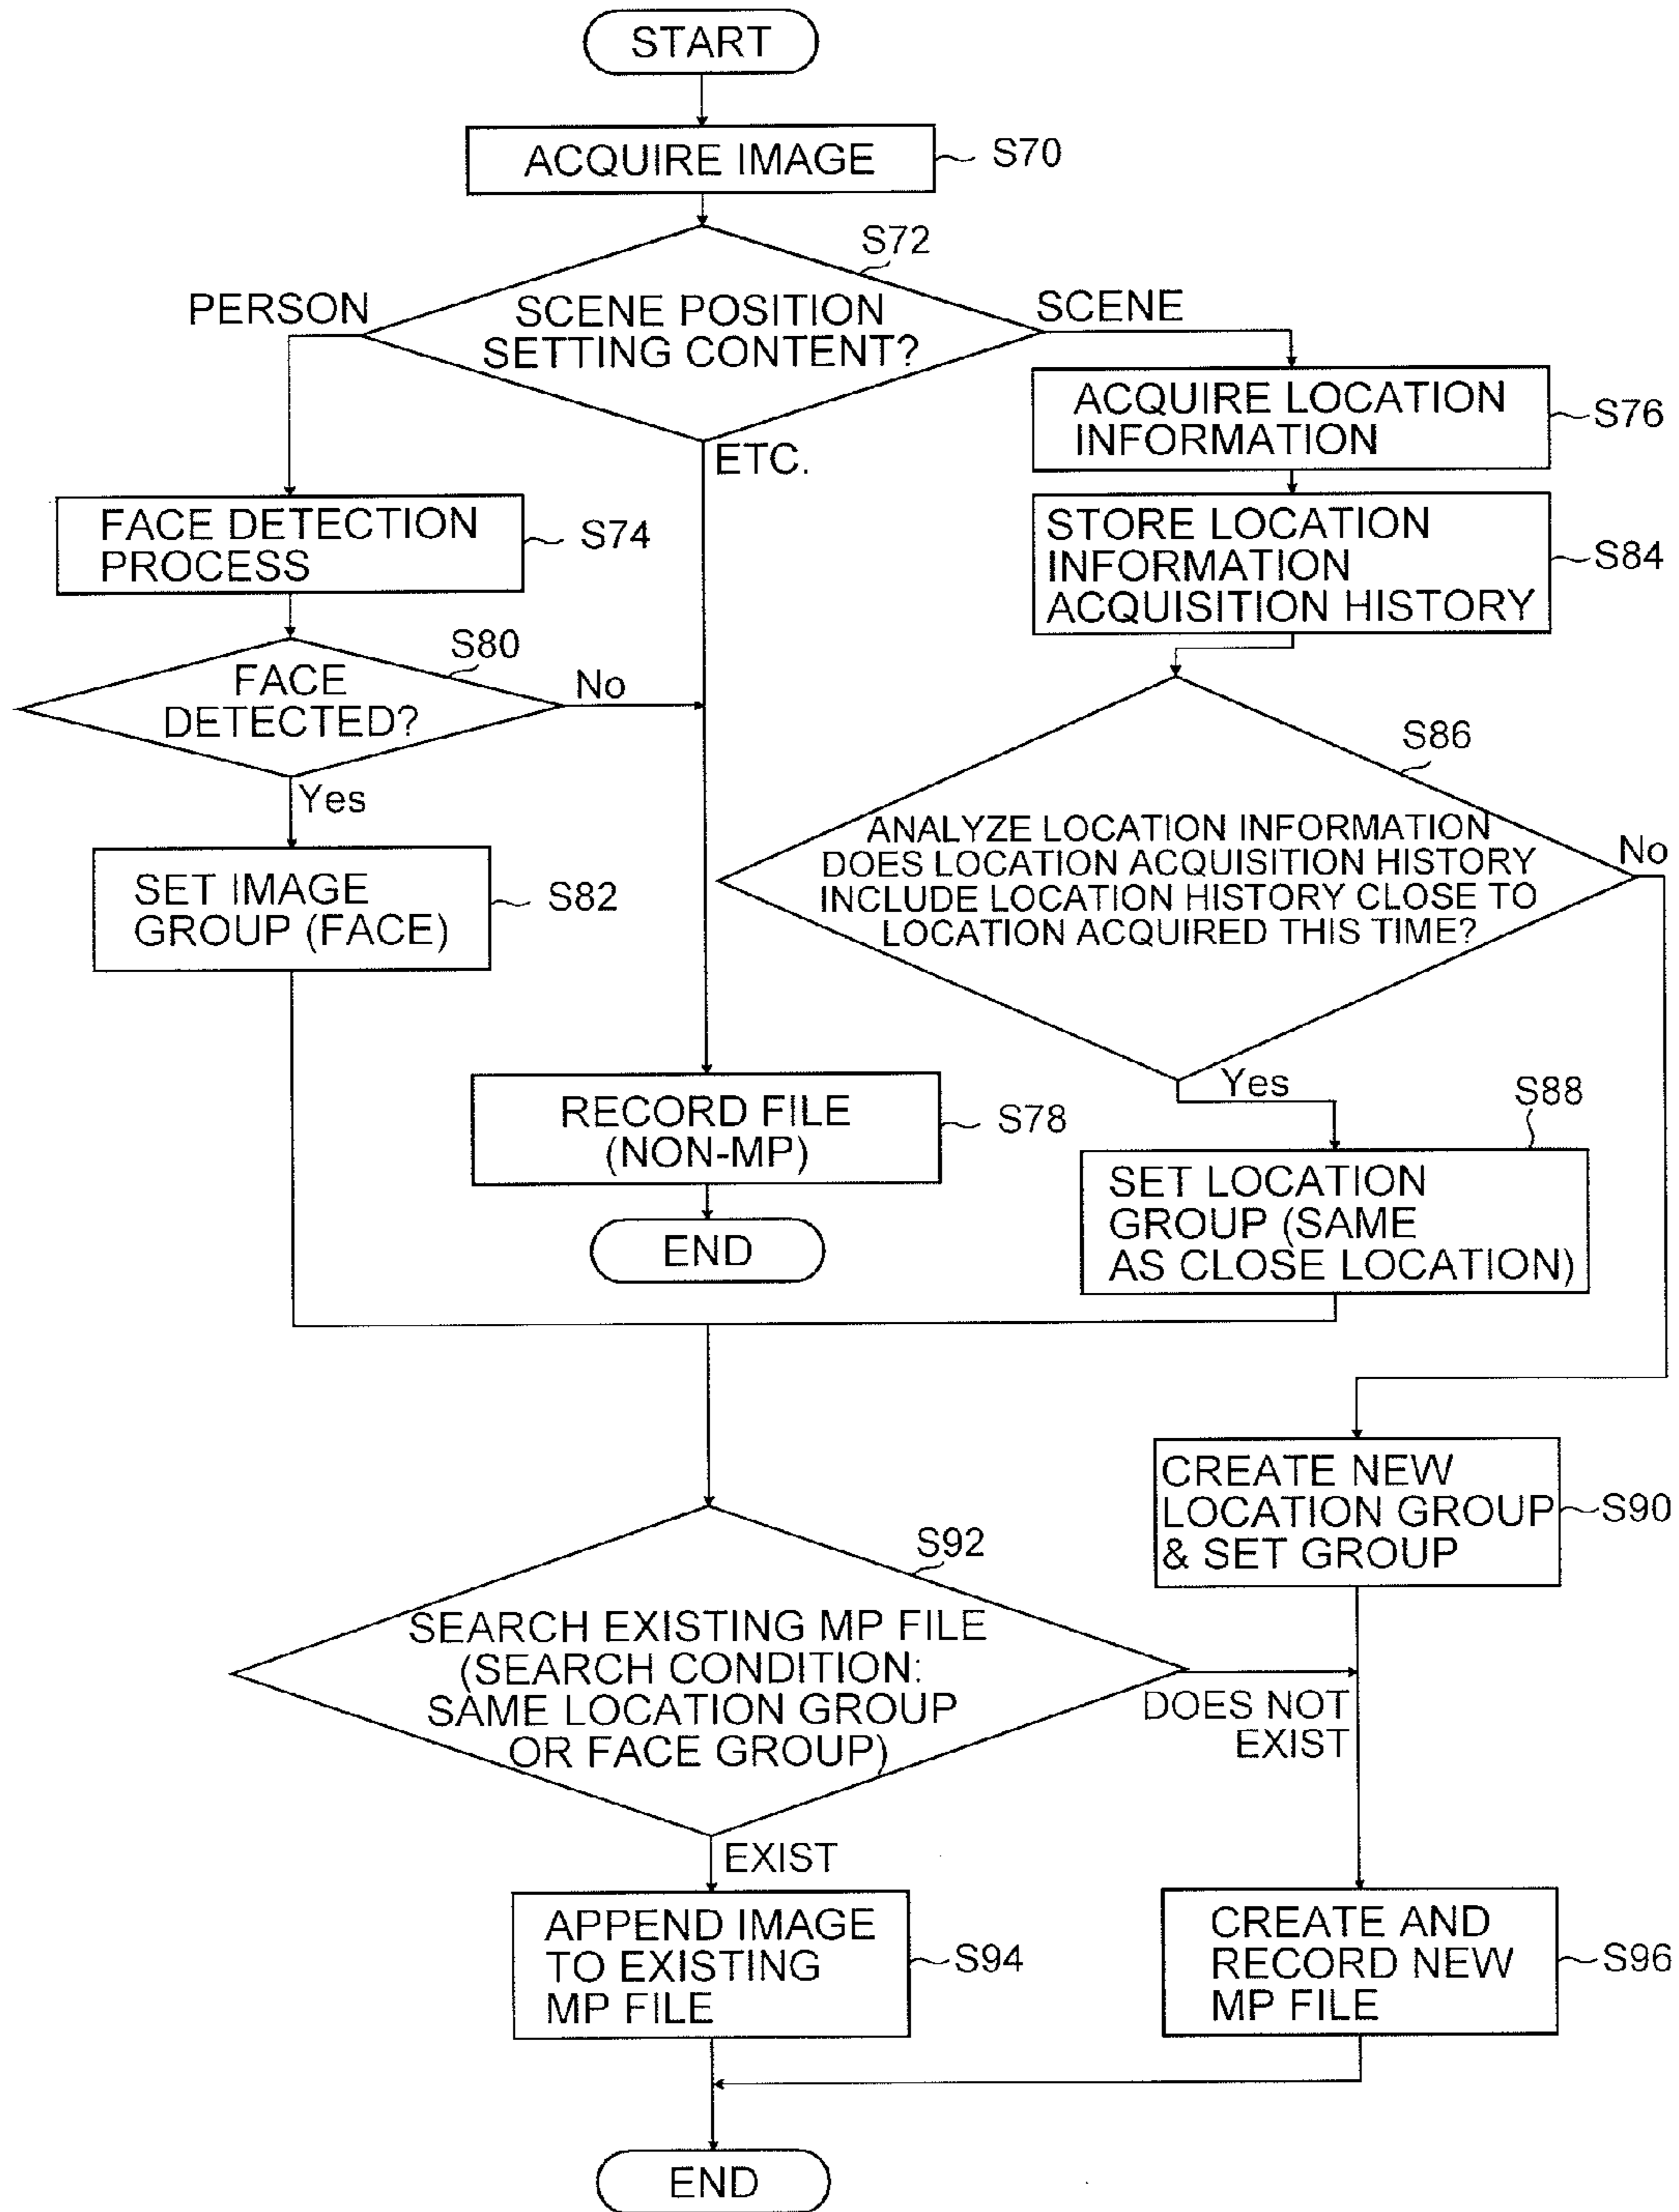 START
ACQUIRE IMAGE
S70
S72
PERSON
SCENE POSITION
SETTING CONTENT?
SCENE
ETC.
ACQUIRE LOCATION
INFORMATION
S76
FACE DETECTION
PROCESS
S74
STORE LOCATION
INFORMATION
ACQUISITION HISTORY
S84
S80
FACE
DETECTED?
No
Yes
S86
ANALYZE LOCATION INFORMATION
DOES LOCATION ACQUISITION HISTORY
INCLUDE LOCATION HISTORY CLOSE TO
LOCATION ACQUIRED THIS TIME?
No
Yes
SET IMAGE
GROUP (FACE)
S82
RECORD FILE
(NON-MP)
S78
END
S88
SET LOCATION
GROUP (SAME
AS CLOSE LOCATION)
CREATE NEW
LOCATION GROUP
& SET GROUP
S90
S92
SEARCH EXISTING MP FILE
(SEARCH CONDITION:
SAME LOCATION GROUP
OR FACE GROUP)
DOES NOT
EXIST
EXIST
APPEND IMAGE
TO EXISTING
MP FILE
S94
CREATE AND
RECORD NEW
MP FILE
S96
END